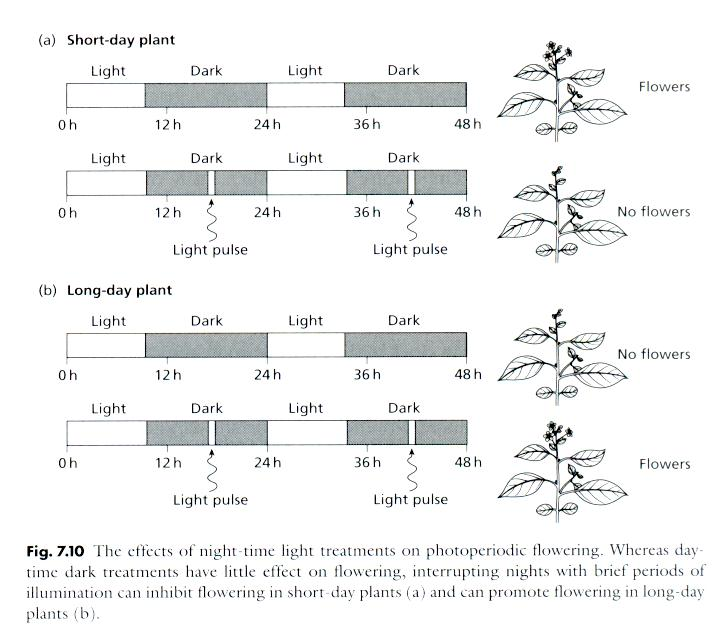 (a) Short-day plant
Light Dark Light Dark
Flowers
0 h 12 h 24 h 36 h 48 h
Light Dark Light Dark
No flowers
0 h 12 h 24 h 36 h 48 h
Light pulse Light pulse
(b) Long-day plant
Light Dark Light Dark
No flowers
0 h 12 h 24 h 36 h 48 h
Light Dark Light Dark
Flowers
0 h 12 h 24 h 36 h 48 h
Light pulse Light pulse
Fig. 7.10 The effects of night-time light treatments on photoperiodic flowering. Whereas day-
time dark treatments have little effect on flowering, interrupting nights with brief periods of
illumination can inhibit flowering in short-day plants (a) and can promote flowering in long-day
plants (b).